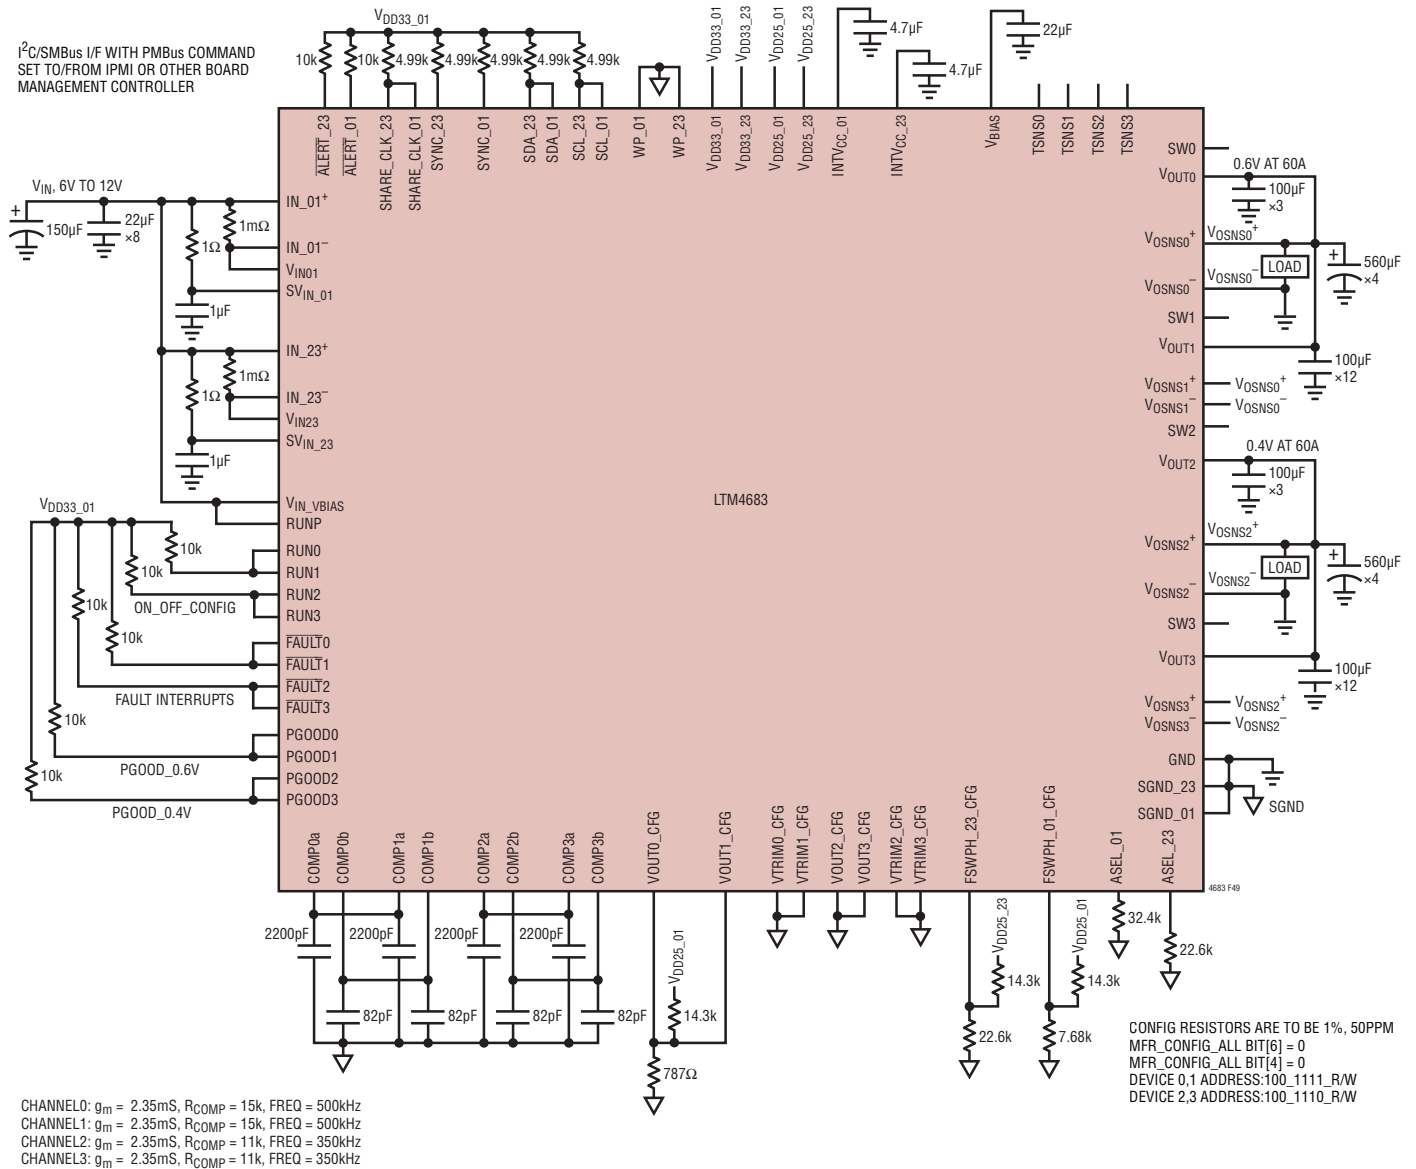 I2C/SMBus I/F WITH PMBus COMMAND
SET TO/FROM IPMI OR OTHER BOARD
MANAGEMENT CONTROLLER
VDD33_01
10k
10k
4.99k
4.99k
4.99k
4.99k
4.99k
VDD33_01
VDD33_23
VDD25_01
VDD25_23
4.7µF
4.7µF
22µF
ALERT_23
ALERT_01
SHARE_CLK_23
SHARE_CLK_01
SYNC_23
SYNC_01
SDA_23
SDA_01
SCL_23
SCL_01
WP_01
WP_23
VDD33_01
VDD33_23
VDD25_01
VDD25_23
INTVCC_01
INTVCC_23
VBIAS
TSNS0
TSNS1
TSNS2
TSNS3
VIN, 6V TO 12V
150µF
22µF
×8
1Ω
1mΩ
1µF
1Ω
1mΩ
1µF
IN_01+
IN_01−
VIN01
SVIN_01
IN_23+
IN_23−
VIN23
SVIN_23
VIN_VBIAS
RUNP
RUN0
RUN1
RUN2
RUN3
FAULT0
FAULT1
FAULT2
FAULT3
PGOOD0
PGOOD1
PGOOD2
PGOOD3
VDD33_01
10k
10k
10k
ON_OFF_CONFIG
10k
FAULT INTERRUPTS
10k
PGOOD_0.6V
10k
PGOOD_0.4V
LTM4683
SW0
VOUT0
VOSNS0+
VOSNS0−
SW1
VOUT1
VOSNS1+
VOSNS1−
SW2
VOUT2
VOSNS2+
VOSNS2−
SW3
VOUT3
VOSNS3+
VOSNS3−
GND
SGND_23
SGND_01
0.6V AT 60A
100µF
×3
VOSNS0+
LOAD
VOSNS0−
560µF
×4
100µF
×12
VOSNS0+
VOSNS0−
0.4V AT 60A
100µF
×3
VOSNS2+
LOAD
VOSNS2−
560µF
×4
100µF
×12
VOSNS2+
VOSNS2−
SGND
COMP0a
COMP0b
COMP1a
COMP1b
COMP2a
COMP2b
COMP3a
COMP3b
VOUT0_CFG
VOUT1_CFG
VTRIM0_CFG
VTRIM1_CFG
VOUT2_CFG
VOUT3_CFG
VTRIM2_CFG
VTRIM3_CFG
FSWPH_23_CFG
FSWPH_01_CFG
ASEL_01
ASEL_23
4683 F49
2200pF
2200pF
2200pF
2200pF
82pF
82pF
82pF
82pF
VDD25_01
14.3k
787Ω
VDD25_23
14.3k
22.6k
VDD25_01
14.3k
7.68k
32.4k
22.6k
CONFIG RESISTORS ARE TO BE 1%, 50PPM
MFR_CONFIG_ALL BIT[6] = 0
MFR_CONFIG_ALL BIT[4] = 0
DEVICE 0,1 ADDRESS:100_1111_R/W
DEVICE 2,3 ADDRESS:100_1110_R/W
CHANNEL0: gm = 2.35mS, RCOMP = 15k, FREQ = 500kHz
CHANNEL1: gm = 2.35mS, RCOMP = 15k, FREQ = 500kHz
CHANNEL2: gm = 2.35mS, RCOMP = 11k, FREQ = 350kHz
CHANNEL3: gm = 2.35mS, RCOMP = 11k, FREQ = 350kHz